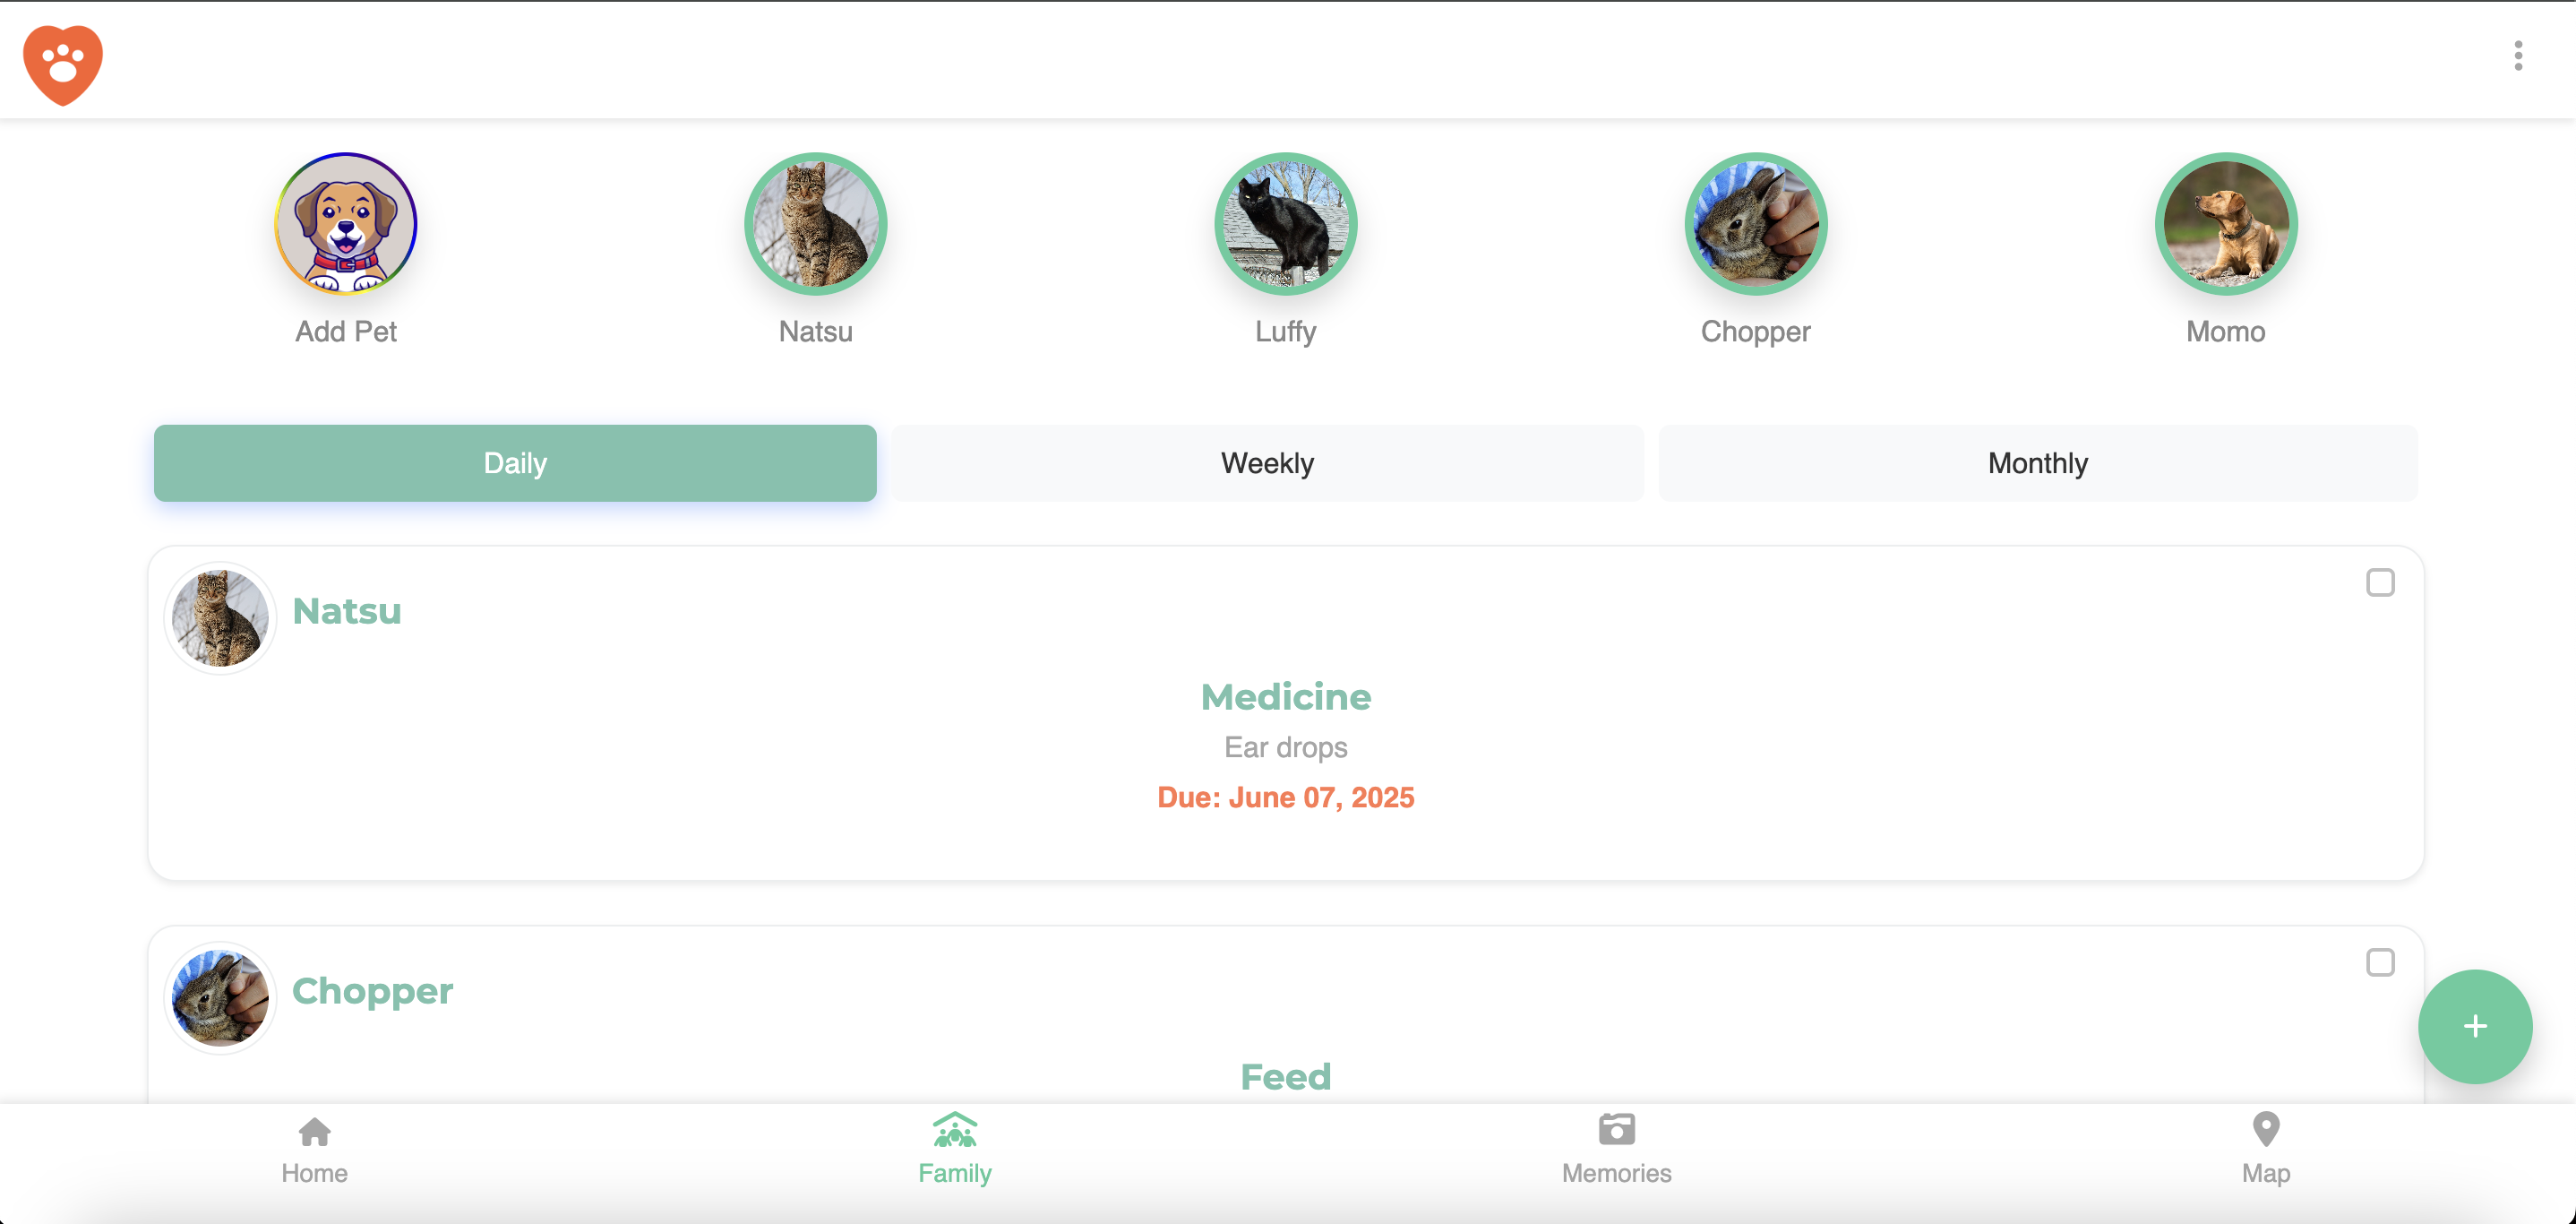 Add Pet
Natsu
Luffy
Chopper
Momo
Daily
Weekly
Monthly
Natsu
Medicine
Ear drops
Due: June 07, 2025
Chopper
Feed
+
Home
Family
Memories
Map